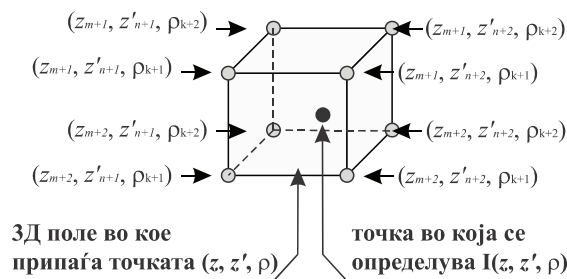 (z_{m+1}, z'_{n+1}, ρ_{k+2}) (z_{m+1}, z'_{n+2}, ρ_{k+2})
(z_{m+1}, z'_{n+1}, ρ_{k+1}) (z_{m+1}, z'_{n+2}, ρ_{k+1})
(z_{m+2}, z'_{n+1}, ρ_{k+2}) (z_{m+2}, z'_{n+2}, ρ_{k+2})
(z_{m+2}, z'_{n+1}, ρ_{k+1}) (z_{m+2}, z'_{n+2}, ρ_{k+1})
3Д поле во кое
припаѓа точката (z, z', ρ)
точка во која се
определува I(z, z', ρ)